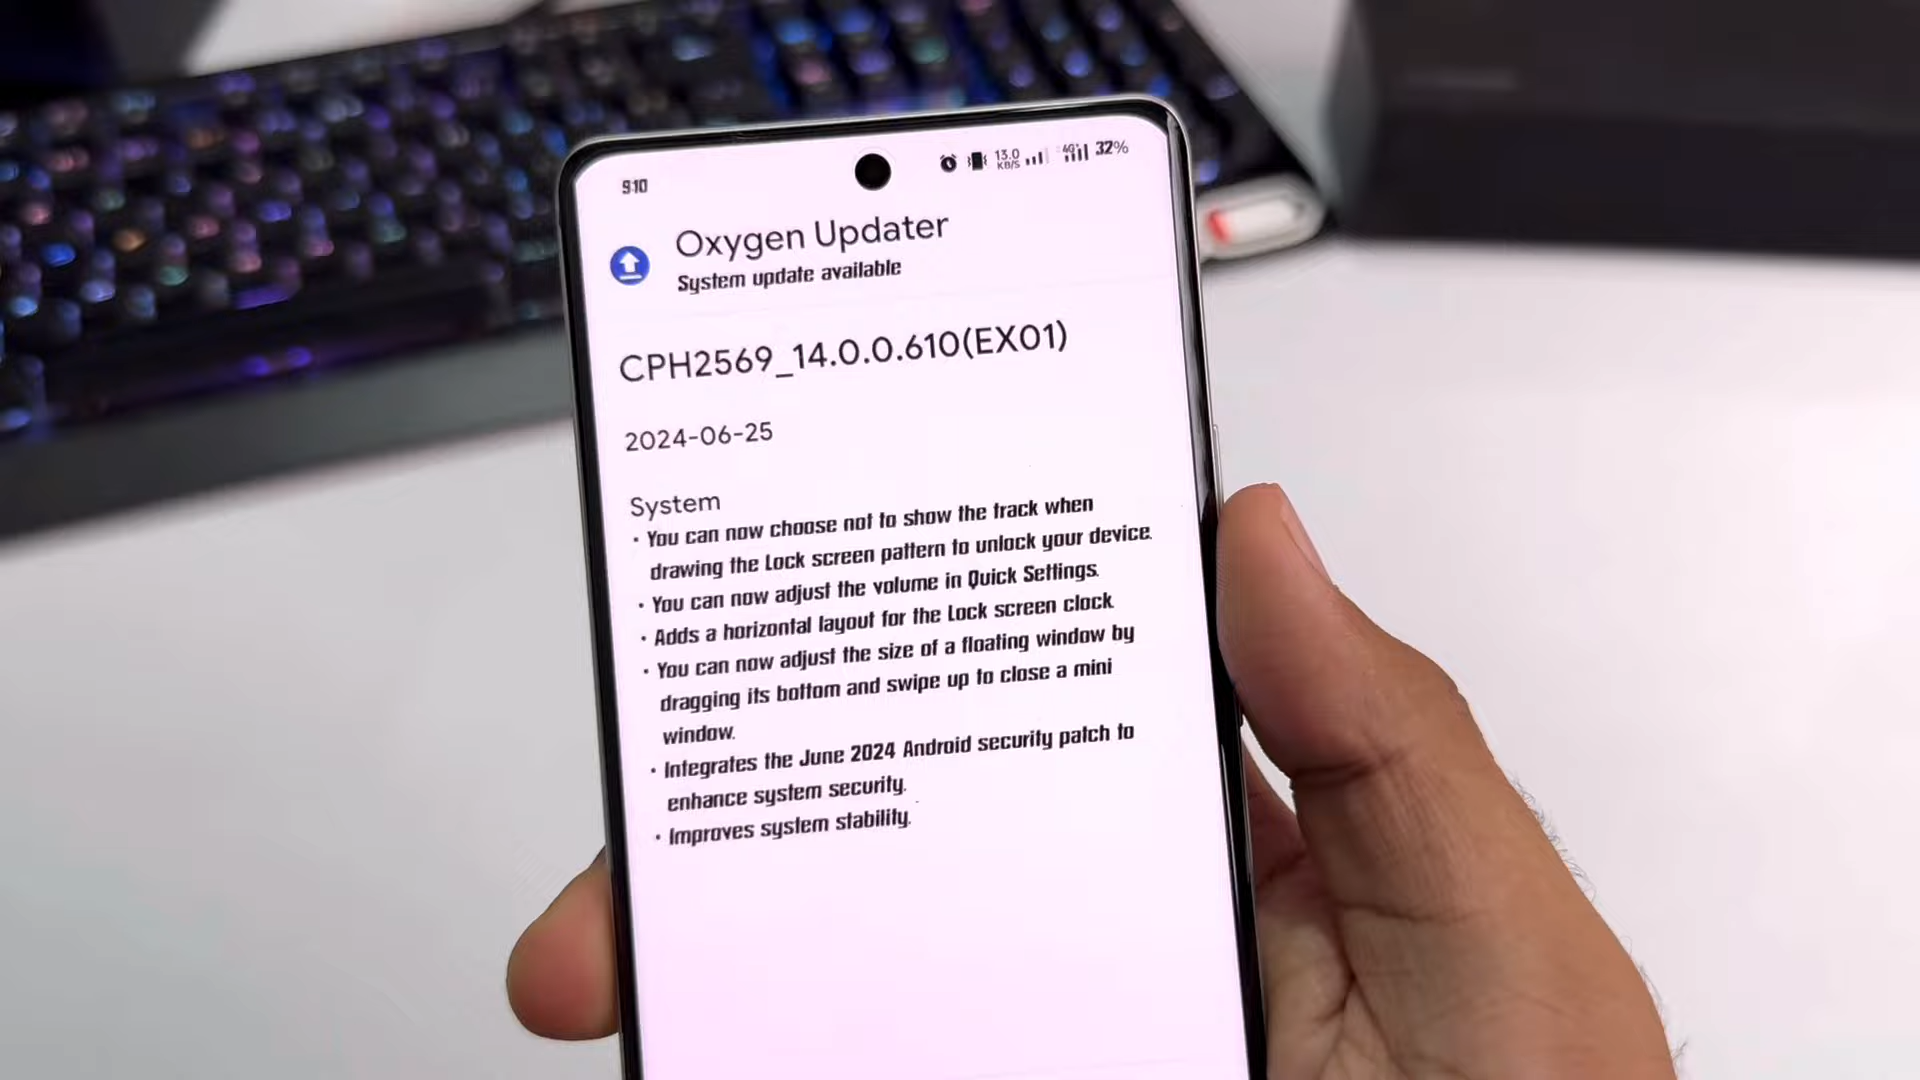 9:10
13.0
KB/S
4G+
32%
Oxygen Updater
System update available
CPH2569_14.0.0.610(EX01)
2024-06-25
System
· You can now choose not to show the track when
drawing the Lock screen pattern to unlock your device.
· You can now adjust the volume in Quick Settings.
· Adds a horizontal layout for the Lock screen clock.
· You can now adjust the size of a floating window by
dragging its bottom and swipe up to close a mini
window.
· Integrates the June 2024 Android security patch to
enhance system security.
· Improves system stability.